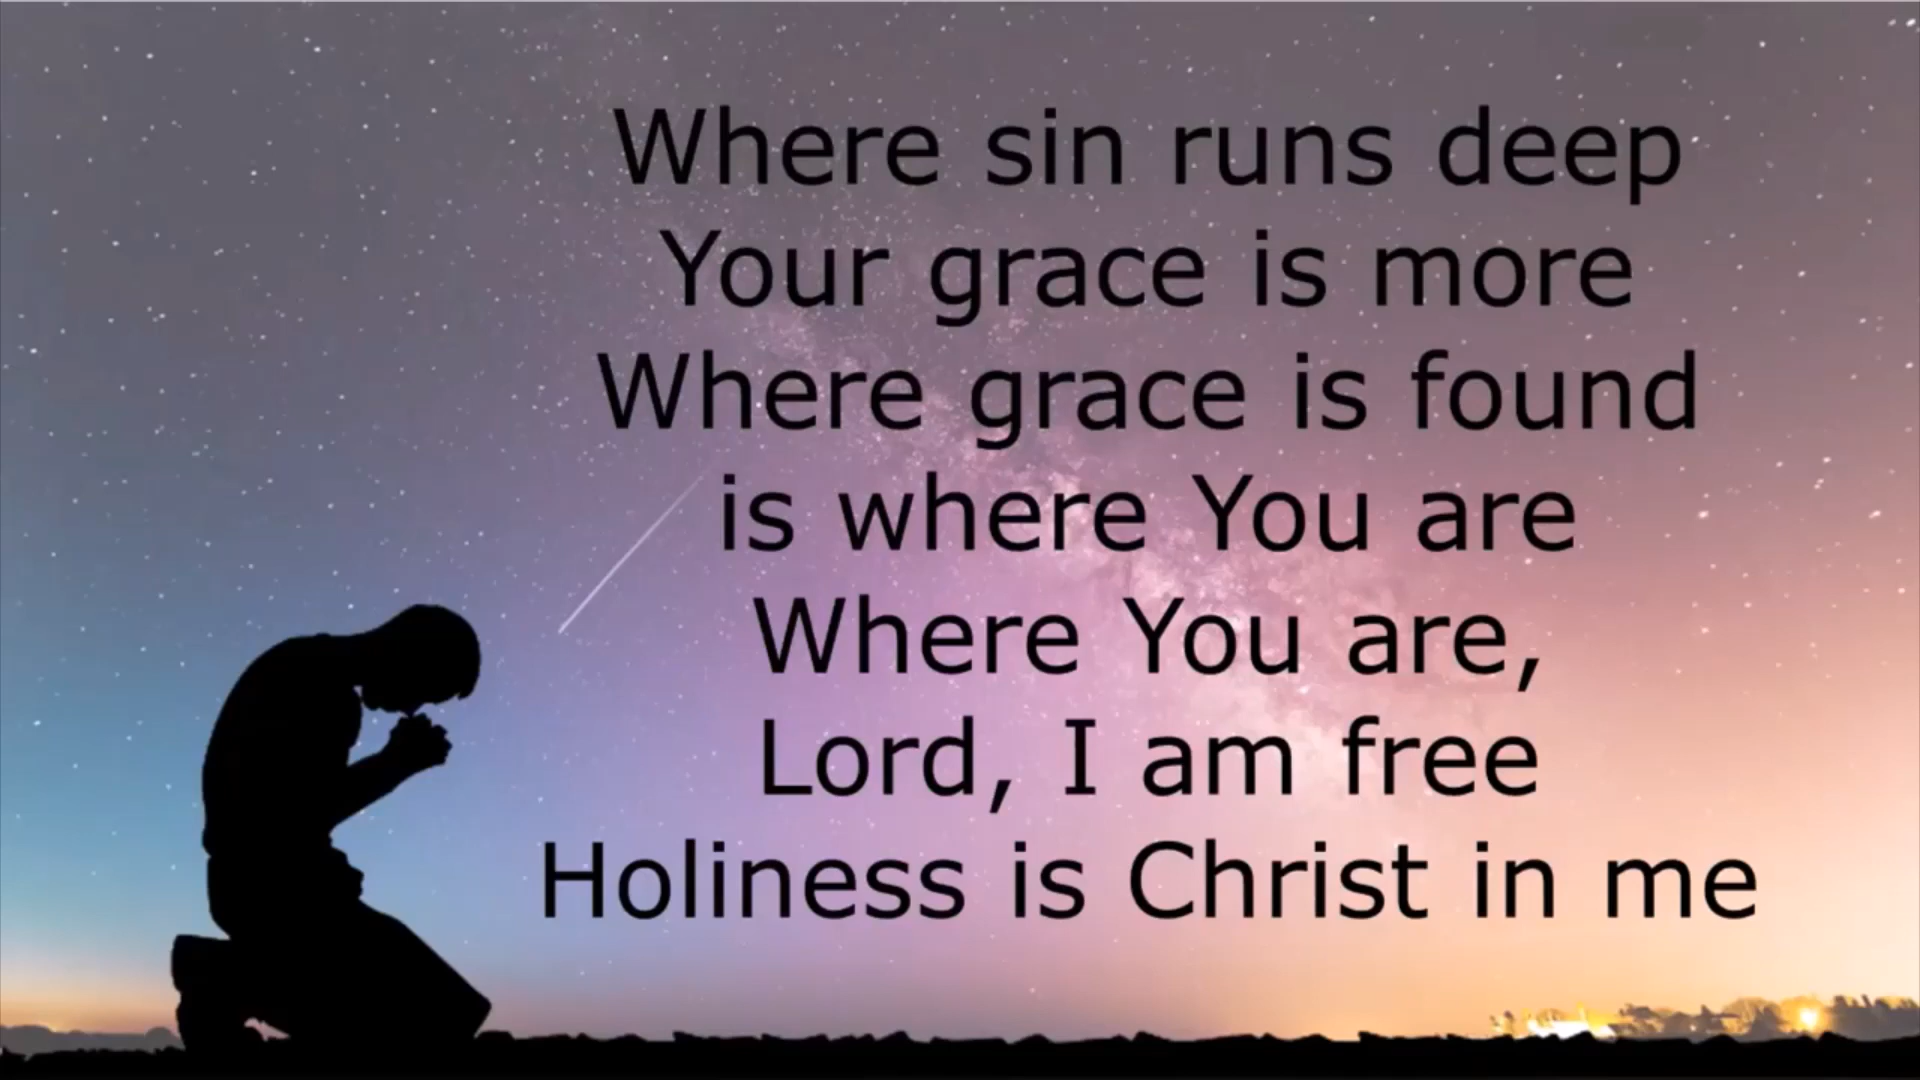 Where sin runs deep
Your grace is more
Where grace is found
is where You are
Where You are,
Lord, I am free
Holiness is Christ in me